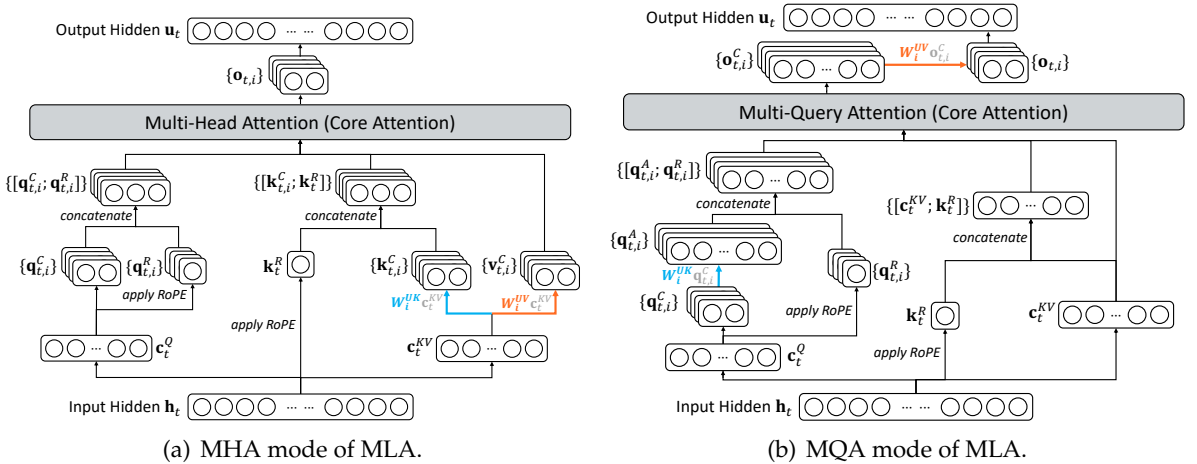 Output Hidden u_t
{o_{t,i}}
Multi-Head Attention (Core Attention)
{[q^C_{t,i}; q^R_{t,i}]}
{[k^C_{t,i}; k^R_t]}
concatenate
concatenate
{q^C_{t,i}}
{q^R_{t,i}}
k^R_t
{k^C_{t,i}}
{v^C_{t,i}}
apply RoPE
W^{UK}_i c^{KV}_t
W^{UV}_i c^{KV}_t
apply RoPE
c^Q_t
c^{KV}_t
Input Hidden h_t
(a) MHA mode of MLA.
Output Hidden u_t
{o^C_{t,i}}
W^{UV}_i o^C_{t,i}
{o_{t,i}}
Multi-Query Attention (Core Attention)
{[q^A_{t,i}; q^R_{t,i}]}
concatenate
{[c^{KV}_t; k^R_t]}
concatenate
{q^A_{t,i}}
{q^R_{t,i}}
W^{UK}_i q^C_{t,i}
{q^C_{t,i}}
apply RoPE
k^R_t
c^{KV}_t
c^Q_t
apply RoPE
Input Hidden h_t
(b) MQA mode of MLA.